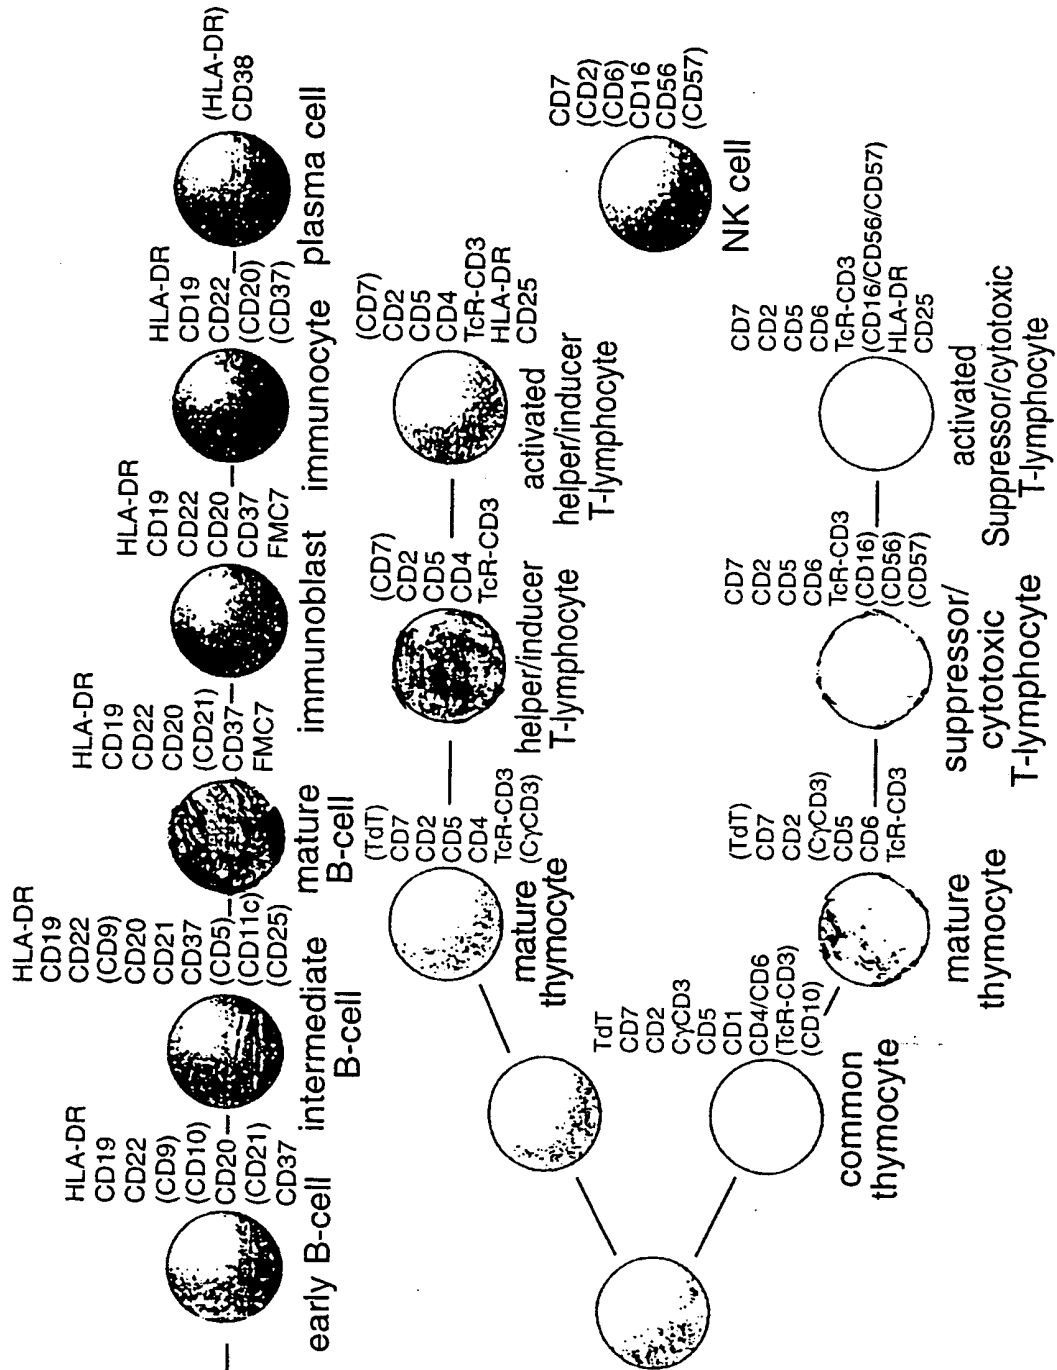 HLA-DR
CD19
CD22
(CD9)
(CD10)
CD20
(CD21)
CD37
early B-cell
HLA-DR
CD19
CD22
(CD9)
CD20
CD21
CD37
(CD5)
(CD11c)
(CD25)
intermediate
B-cell
HLA-DR
CD19
CD22
CD20
(CD21)
CD37
FMC7
mature
B-cell
HLA-DR
CD19
CD22
CD20
CD37
FMC7
immunoblast
HLA-DR
CD19
CD22
(CD20)
(CD37)
immunocyte
(HLA-DR)
CD38
plasma cell
(TdT)
CD7
CD2
CD5
CD4
TcR-CD3
(CγCD3)
mature
thymocyte
(CD7)
CD2
CD5
CD4
TcR-CD3
helper/inducer
T-lymphocyte
(CD7)
CD2
CD5
CD4
TcR-CD3
HLA-DR
CD25
activated
helper/inducer
T-lymphocyte
CD7
(CD2)
(CD6)
CD16
CD56
(CD57)
NK cell
TdT
CD7
CD2
CγCD3
CD5
CD1
CD4/CD6
(TcR-CD3)
(CD10)
common
thymocyte
(TdT)
CD7
CD2
(CγCD3)
CD5
CD6
TcR-CD3
mature
thymocyte
CD7
CD2
CD5
CD6
TcR-CD3
(CD16)
(CD56)
(CD57)
suppressor/
cytotoxic
T-lymphocyte
CD7
CD2
CD5
CD6
TcR-CD3
(CD16/CD56/CD57)
HLA-DR
CD25
activated
Suppressor/cytotoxic
T-lymphocyte